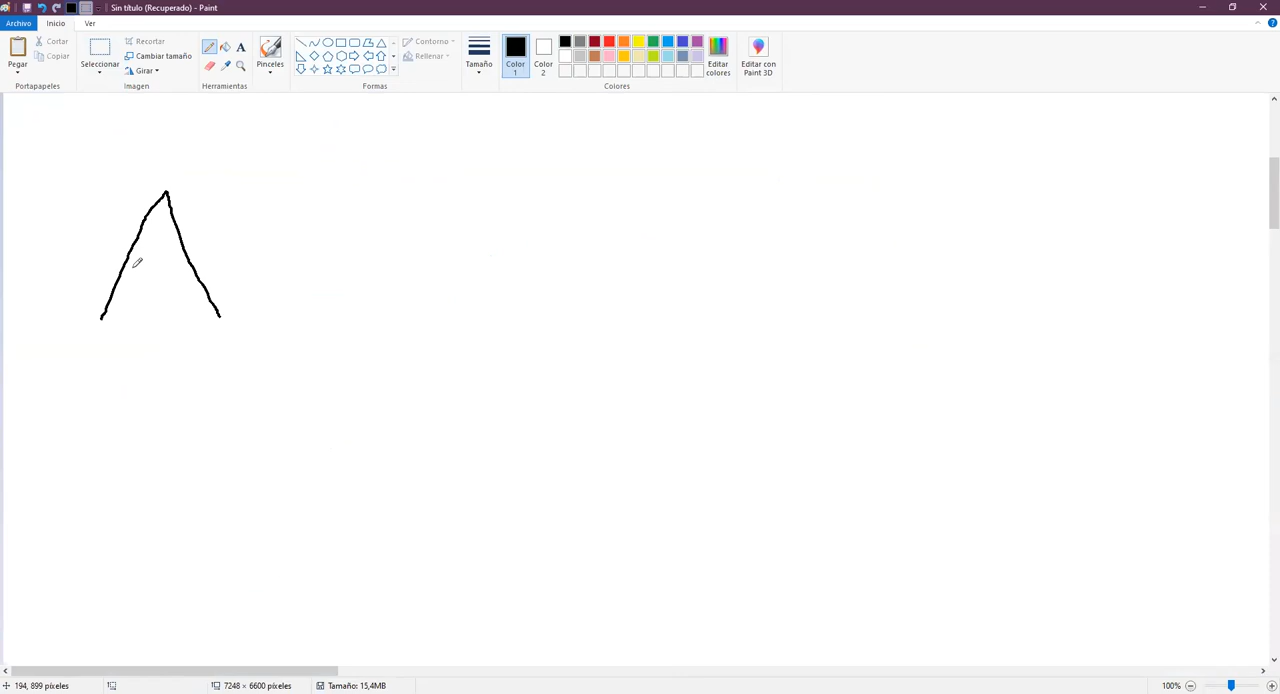 Sin título (Recuperado) - Paint
Archivo
Inicio
Ver
Pegar
Cortar
Copiar
Portapapeles
Seleccionar
Recortar
Cambiar tamaño
Girar
Imagen
A
Herramientas
Pinceles
Contorno
Rellenar
Formas
Tamaño
Color
1
Color
2
Editar
colores
Editar con
Paint 3D
Colores
194, 899 píxeles
7248 × 6600 píxeles
Tamaño: 15,4MB
100%